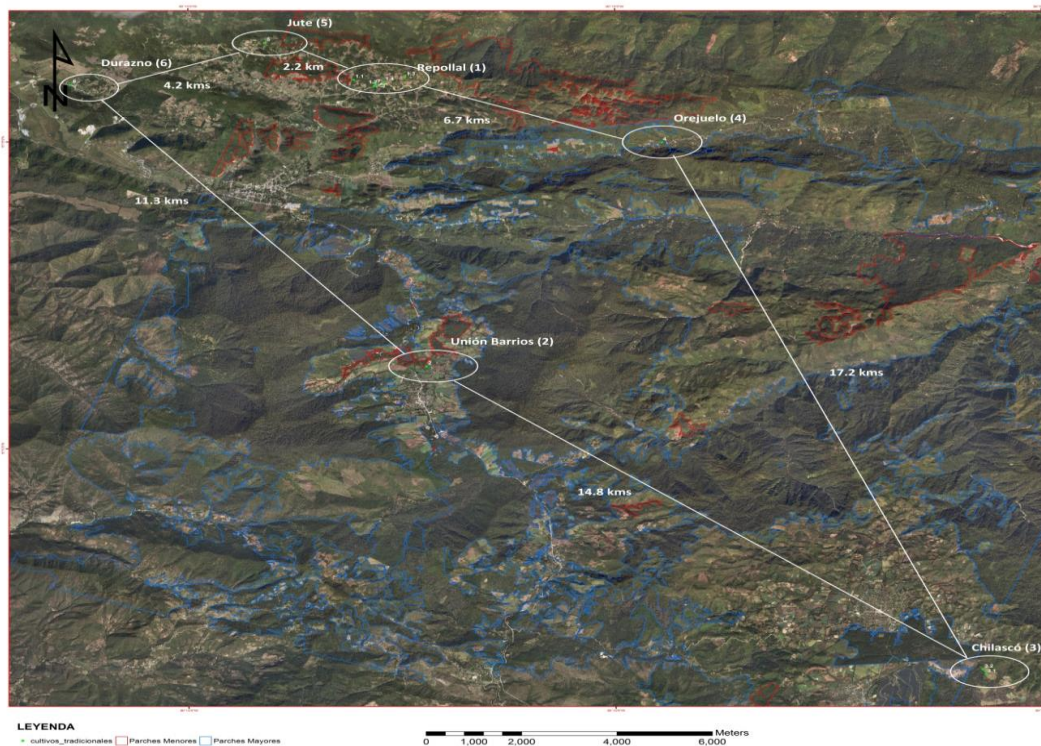 Jute (5)
Durazno (6)
Repollal (1)
2.2 km
4.2 kms
6.7 kms
Orejuelo (4)
11.3 kms
Unión Barrios (2)
17.2 kms
14.8 kms
Chilascó (3)
LEYENDA
cultivos_tradicionales Parches Menores Parches Mayores
Meters
0 1,000 2,000 4,000 6,000